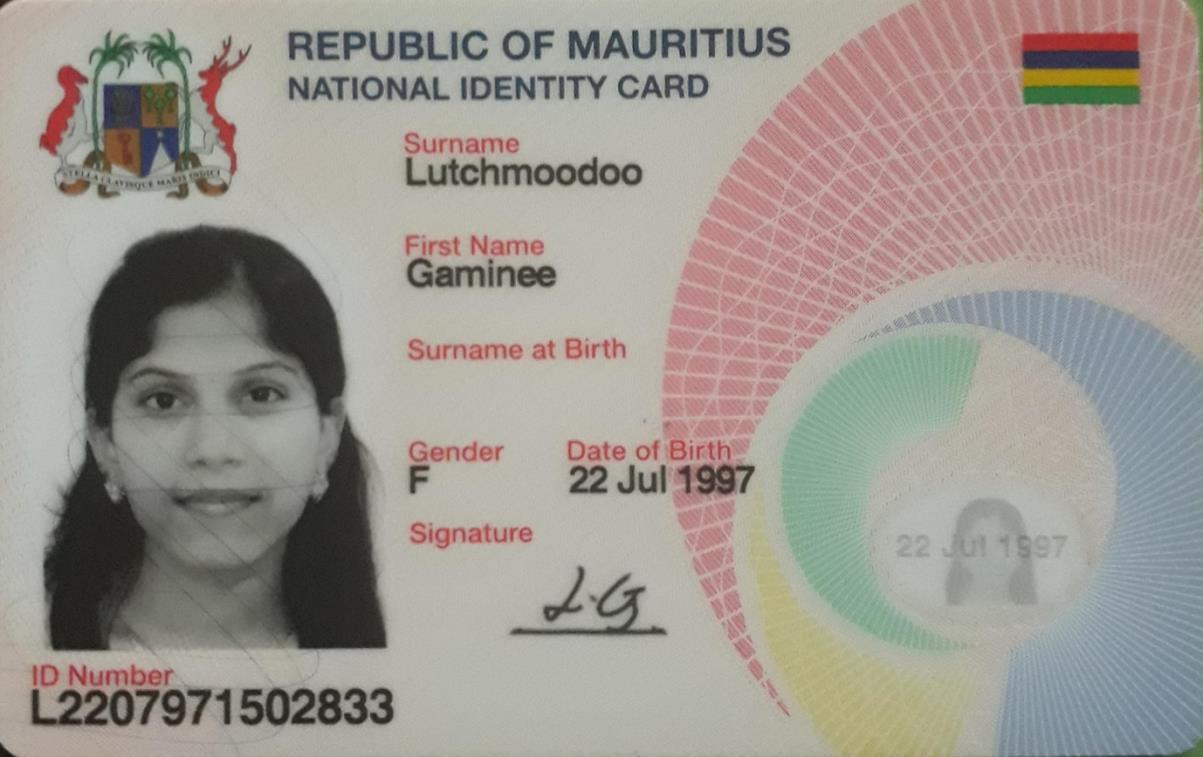 REPUBLIC OF MAURITIUS
NATIONAL IDENTITY CARD
STELLA CLAVISQUE MARIS INDICI
Surname
Lutchmoodoo
First Name
Gaminee
Surname at Birth
Gender
F
Date of Birth
22 Jul 1997
Signature
L.G
22 Jul 1997
ID Number
L2207971502833